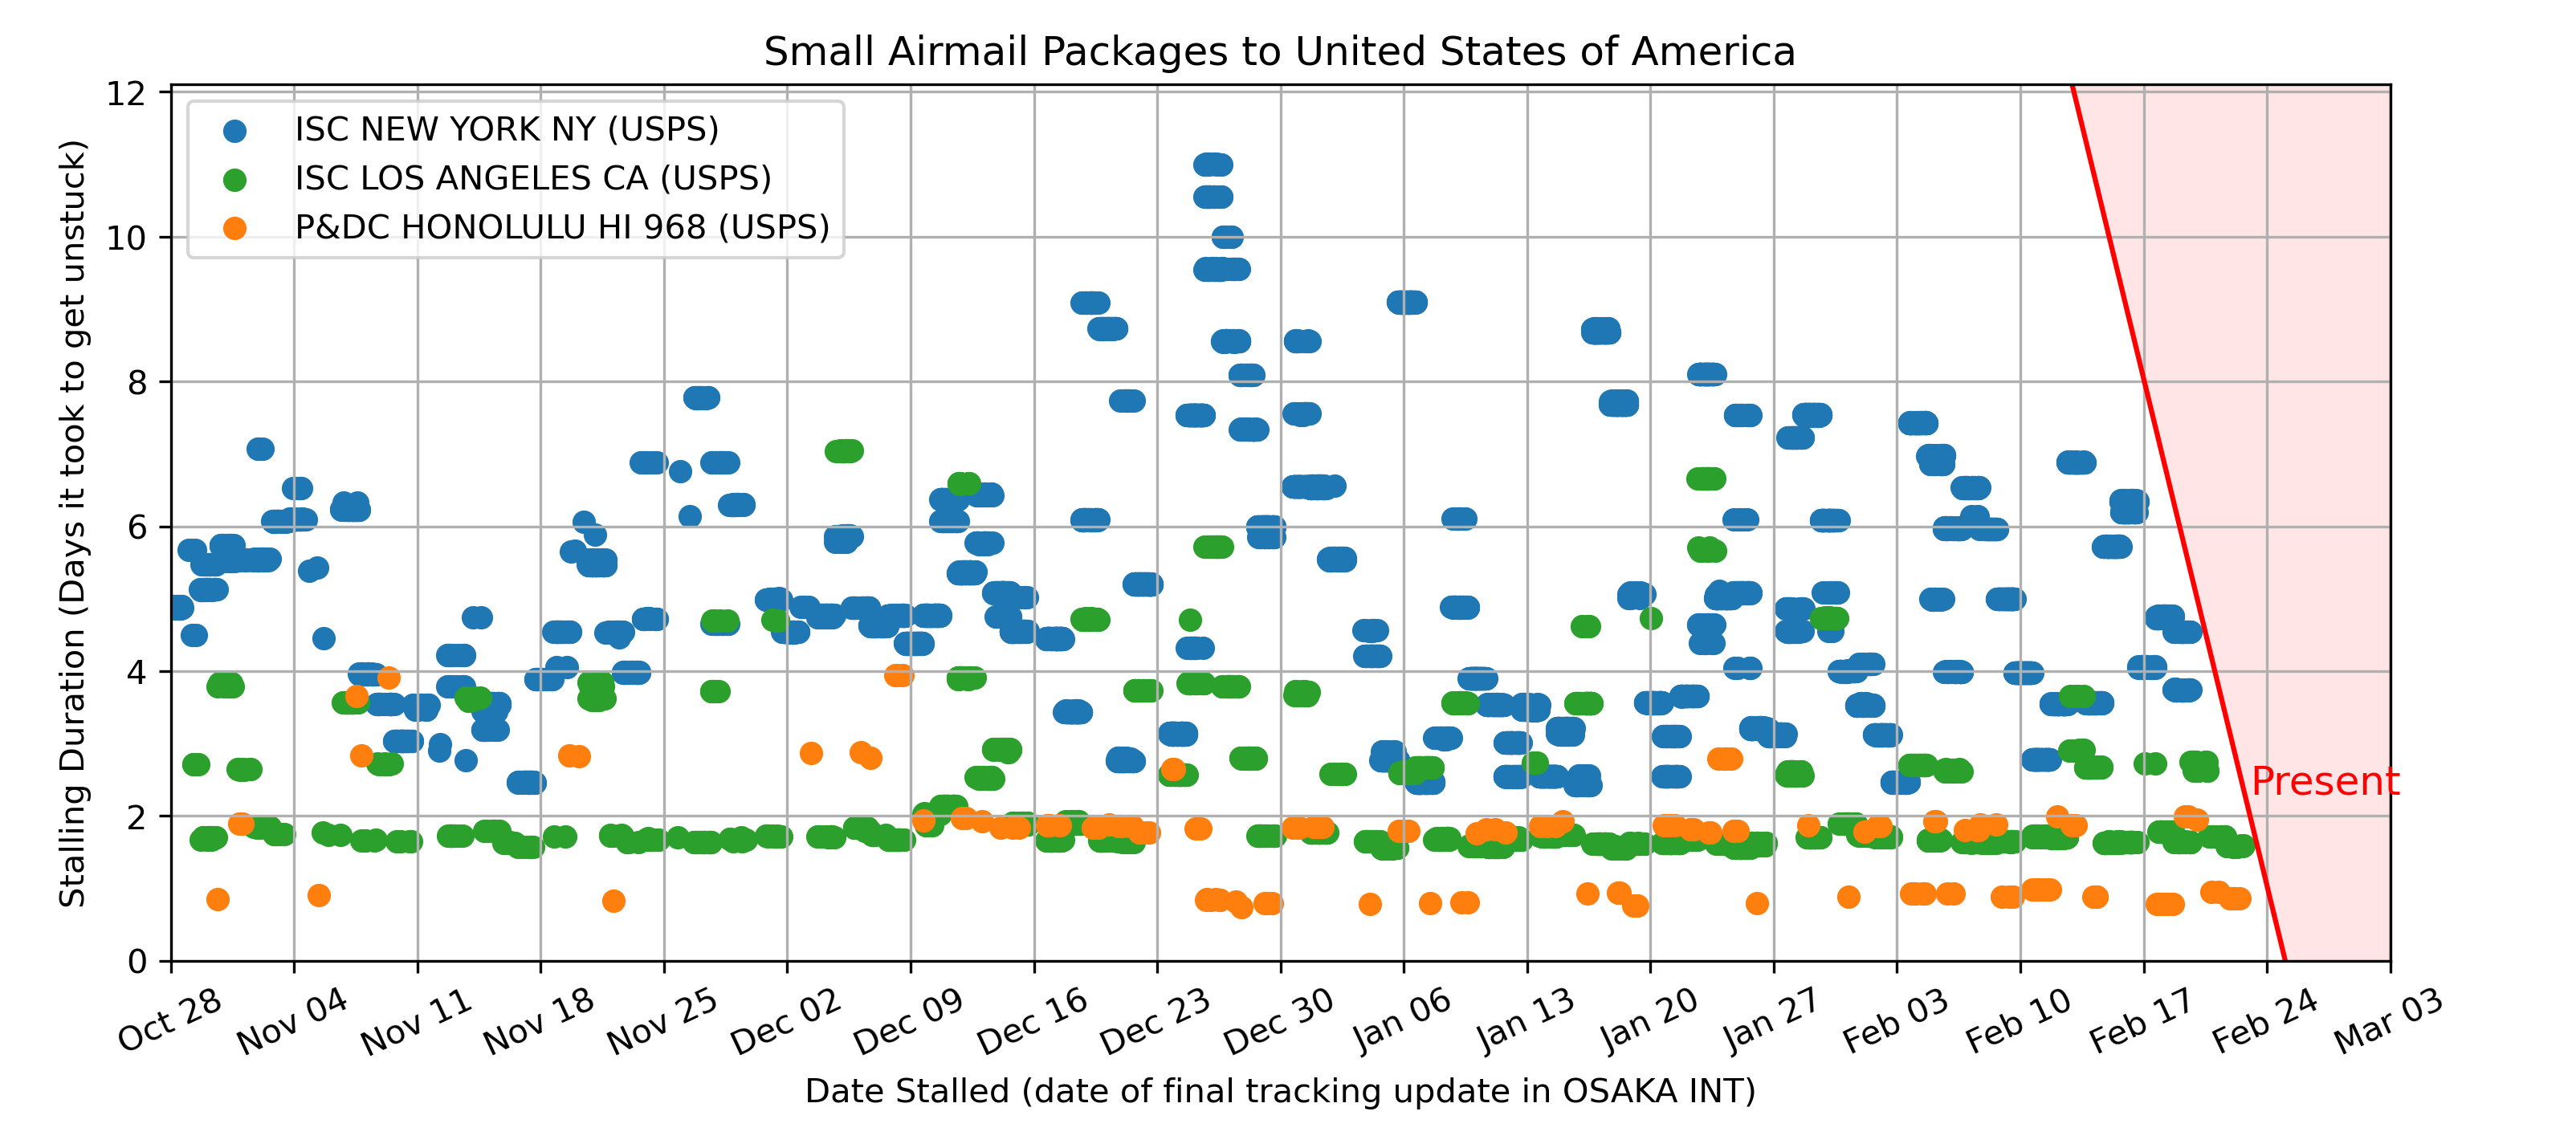 Small Airmail Packages to United States of America
Stalling Duration (Days it took to get unstuck)
12
10
8
6
4
2
0
ISC NEW YORK NY (USPS)
ISC LOS ANGELES CA (USPS)
P&DC HONOLULU HI 968 (USPS)
Present
Oct 28
Nov 04
Nov 11
Nov 18
Nov 25
Dec 02
Dec 09
Dec 16
Dec 23
Dec 30
Jan 06
Jan 13
Jan 20
Jan 27
Feb 03
Feb 10
Feb 17
Feb 24
Mar 03
Date Stalled (date of final tracking update in OSAKA INT)